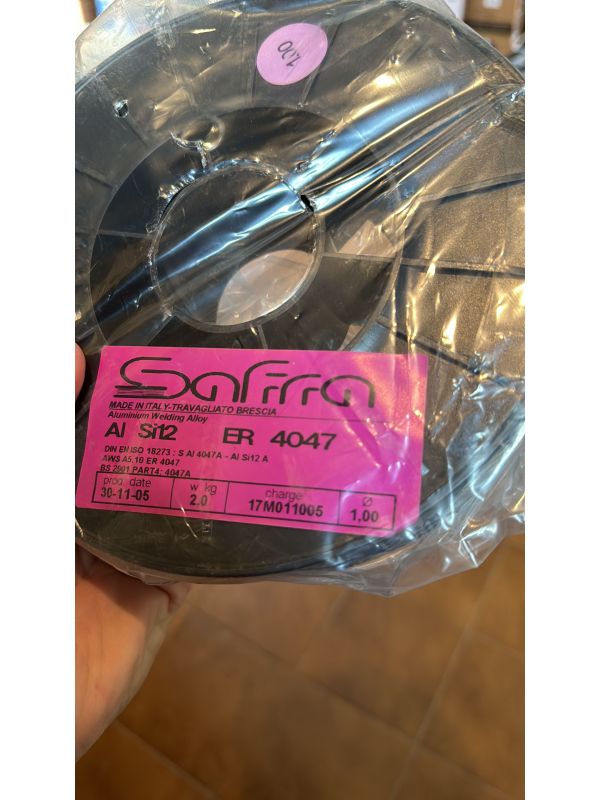 1,00
Safra
MADE IN ITALY-TRAVAGLIATO BRESCIA
Aluminium Welding Alloy
Al Si12 ER 4047
DIN EN ISO 18273 : S Al 4047A - Al Si12 A
AWS A5.10 ER 4047
BS 2901 PART4: 4047A
prod. date w kg charge Ø
30-11-05 2.0 17M011005 1.00